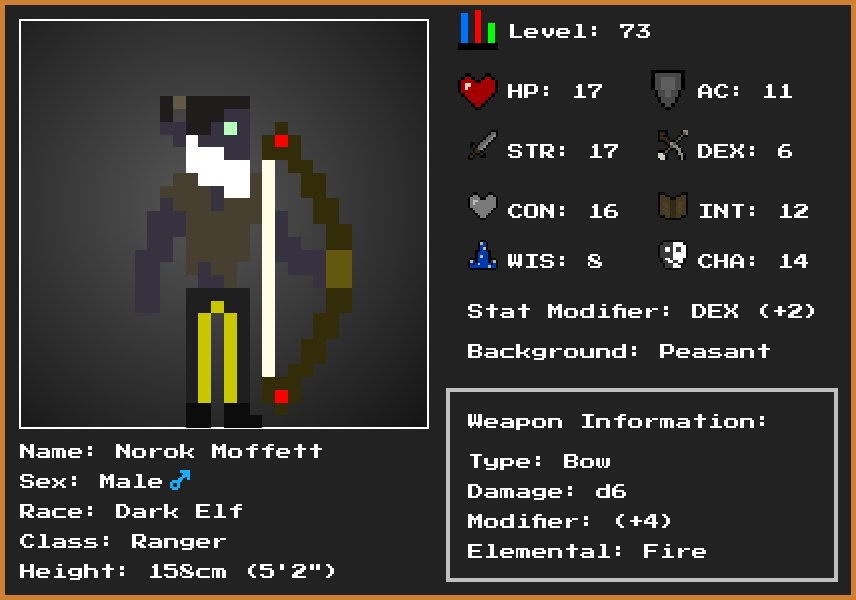 Level: 73
HP: 17 AC: 11
STR: 17 DEX: 6
CON: 16 INT: 12
WIS: 8 CHA: 14
Stat Modifier: DEX (+2)
Background: Peasant
Weapon Information:
Type: Bow
Damage: d6
Modifier: (+4)
Elemental: Fire
Name: Norok Moffett
Sex: Male ♂
Race: Dark Elf
Class: Ranger
Height: 158cm (5'2")